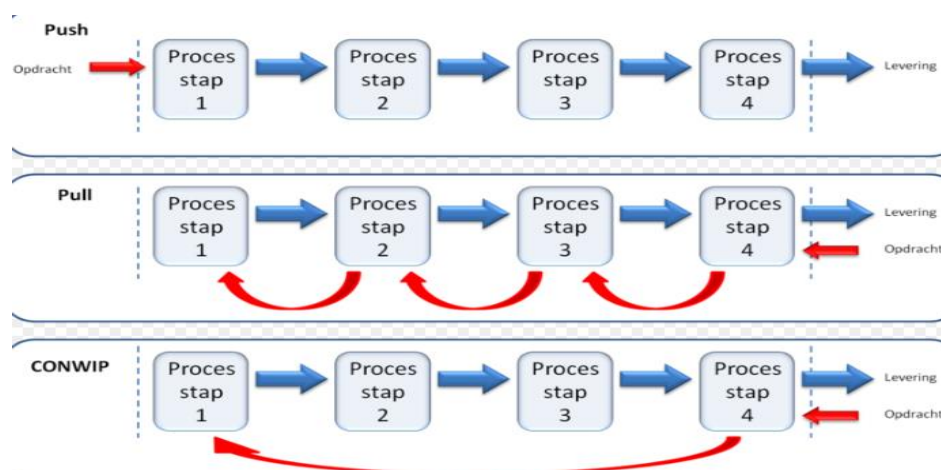 Push
Opdracht
Proces
stap
1
Proces
stap
2
Proces
stap
3
Proces
stap
4
Levering
Pull
Proces
stap
1
Proces
stap
2
Proces
stap
3
Proces
stap
4
Levering
Opdracht
CONWIP
Proces
stap
1
Proces
stap
2
Proces
stap
3
Proces
stap
4
Levering
Opdracht